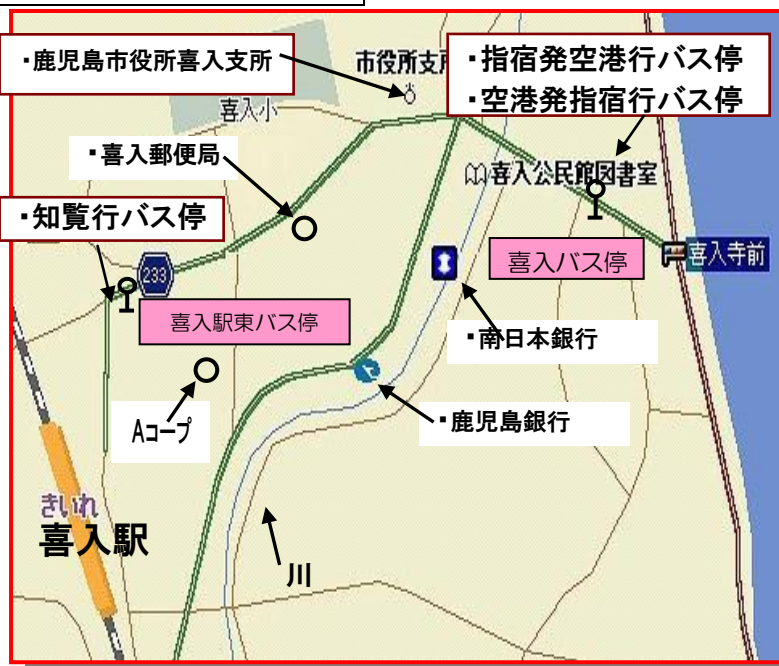 ・鹿児島市役所喜入支所
市役所支
・指宿発空港行バス停
・空港発指宿行バス停
喜入小
・喜入郵便局
喜入公民館図書室
・知覧行バス停
233
喜入バス停
喜入寺前
喜入駅東バス停
・南日本銀行
Aコープ
・鹿児島銀行
きいれ
喜入駅
川